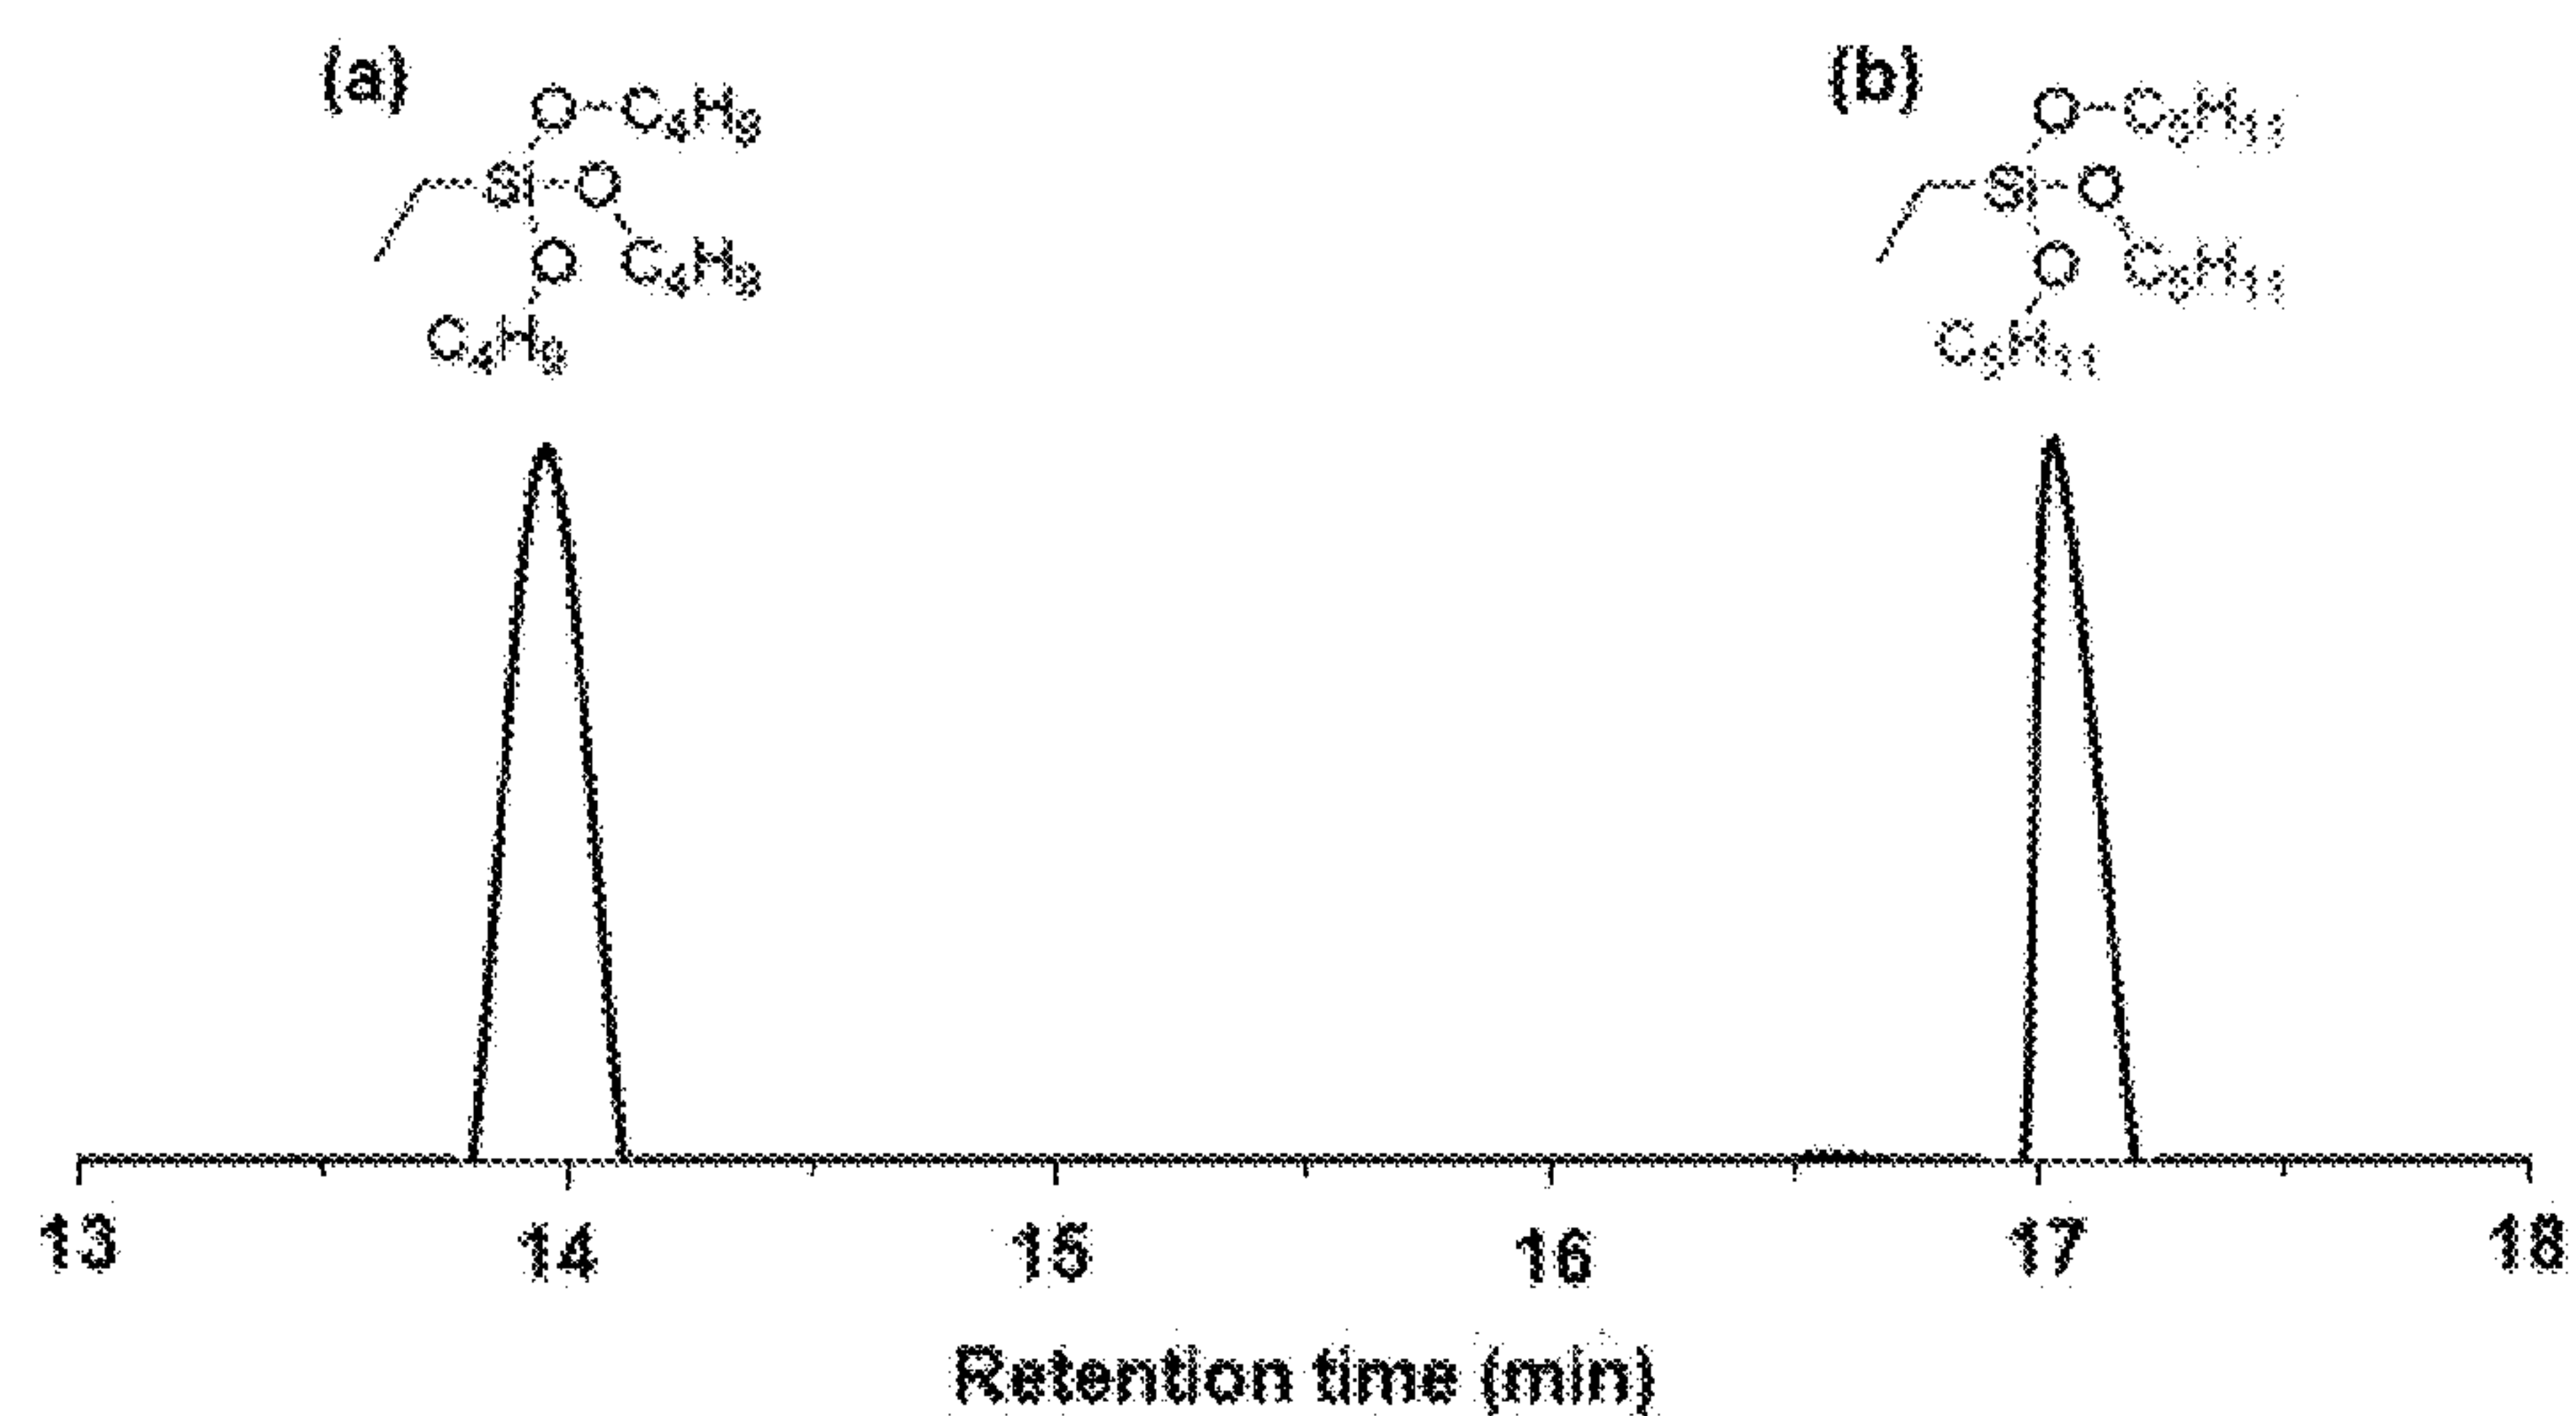 (a)
O-C₄H₉
Si-O
O C₄H₉
C₄H₉
(b)
O-C₅H₁₁
Si-O
O C₅H₁₁
C₅H₁₁
13 14 15 16 17 18
Retention time (min)